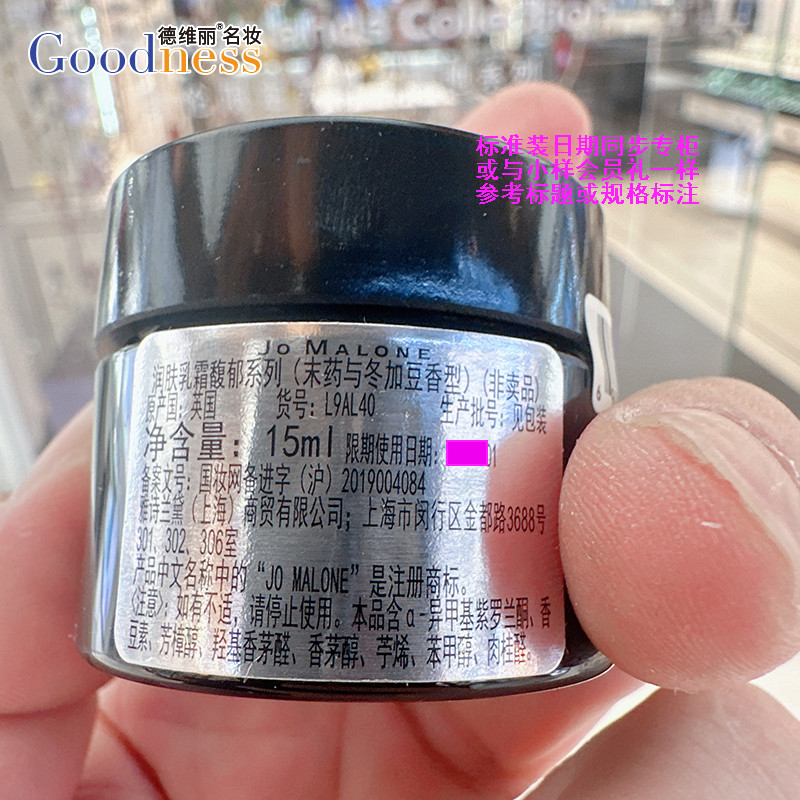 德维丽®名妆
Goodness
标准装日期同步专柜
或与小样会员礼一样
参考标题或规格标注
JO MALONE
润肤乳霜馥郁系列（末药与冬加豆香型）（非卖品）
原产国：英国 货号：L9AL40 生产批号：见包装
净含量：15ml 限期使用日期：
备案文号：国妆网备进字（沪）2019004084
雅诗兰黛（上海）商贸有限公司；上海市闵行区金都路3688号
301、302、306室
产品中文名称中的“JO MALONE”是注册商标。
〈注意〉：如有不适，请停止使用。本品含α-异甲基紫罗兰酮、香
豆素、芳樟醇、羟基香茅醛、香茅醇、苧烯、苯甲醇、肉桂醛。